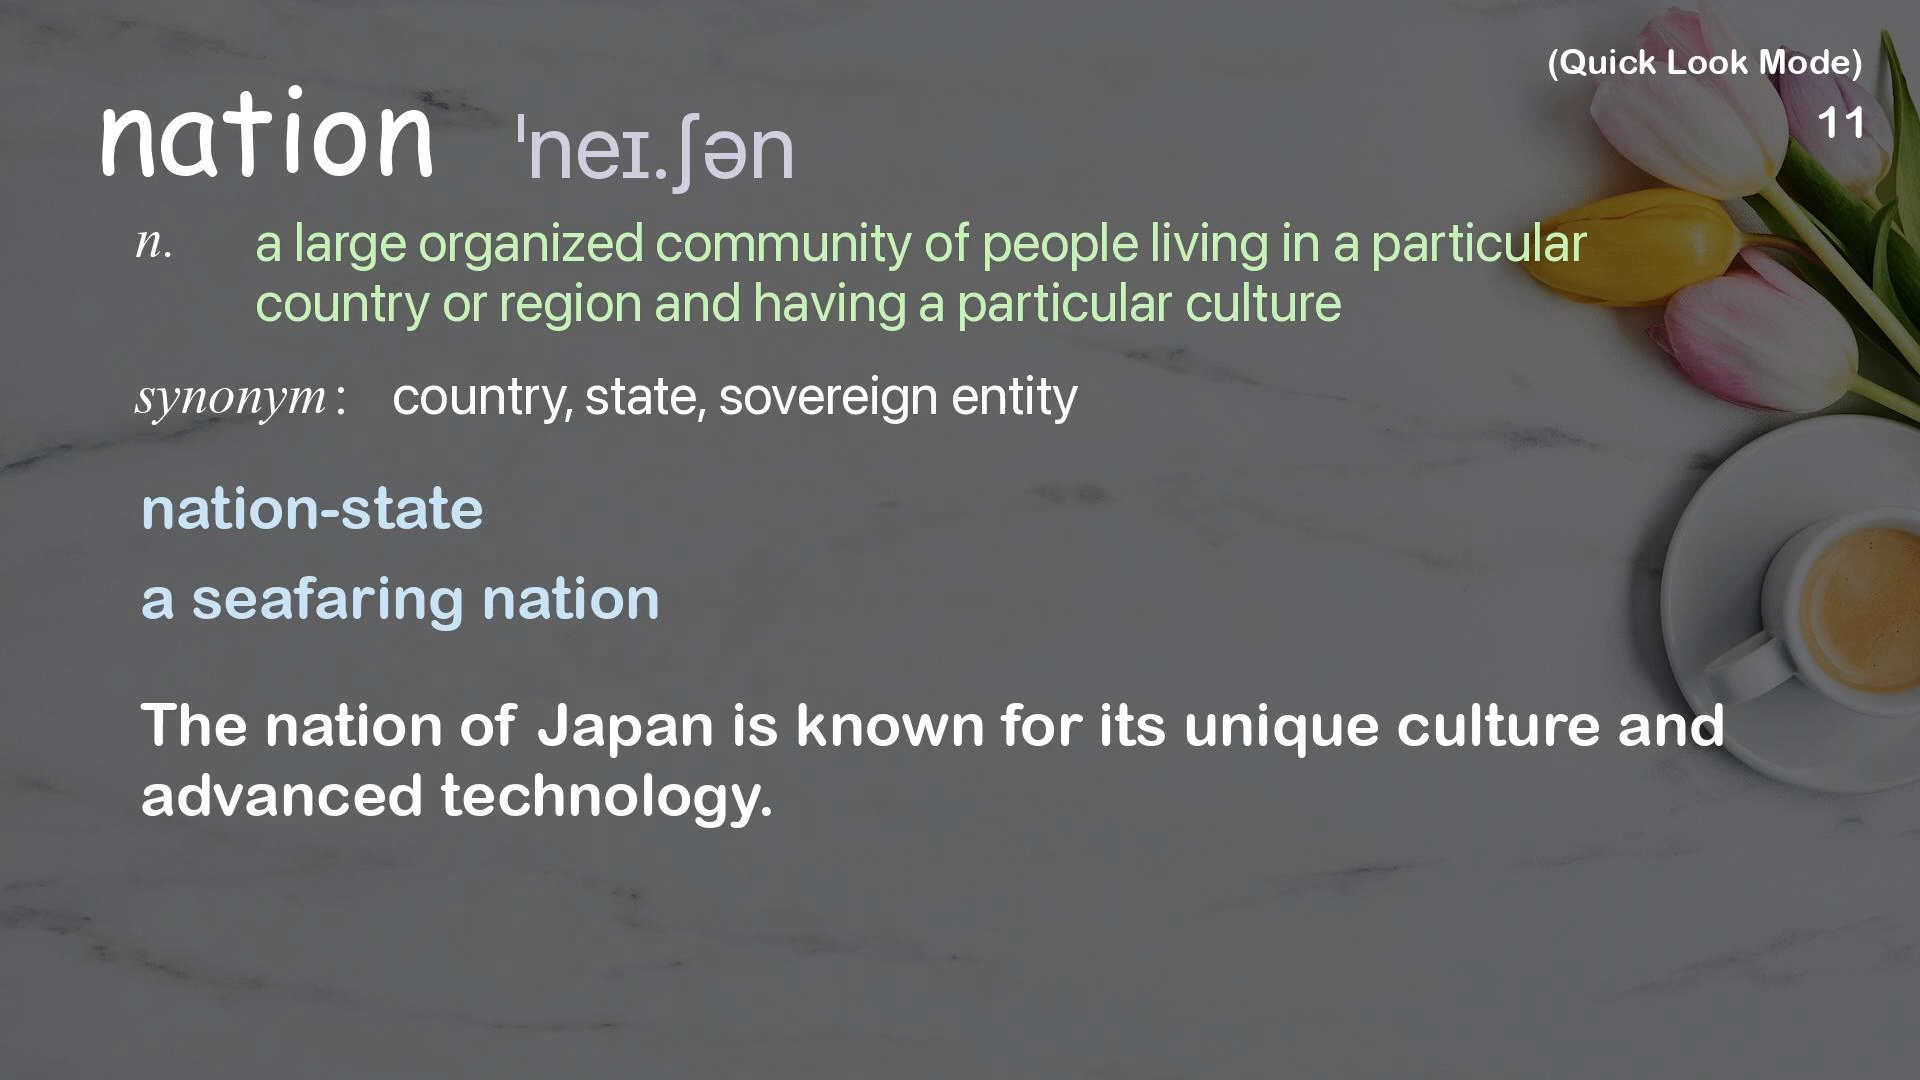 (Quick Look Mode)
11
nation ˈneɪ.ʃən
n. a large organized community of people living in a particular
country or region and having a particular culture
synonym: country, state, sovereign entity
nation-state
a seafaring nation
The nation of Japan is known for its unique culture and
advanced technology.